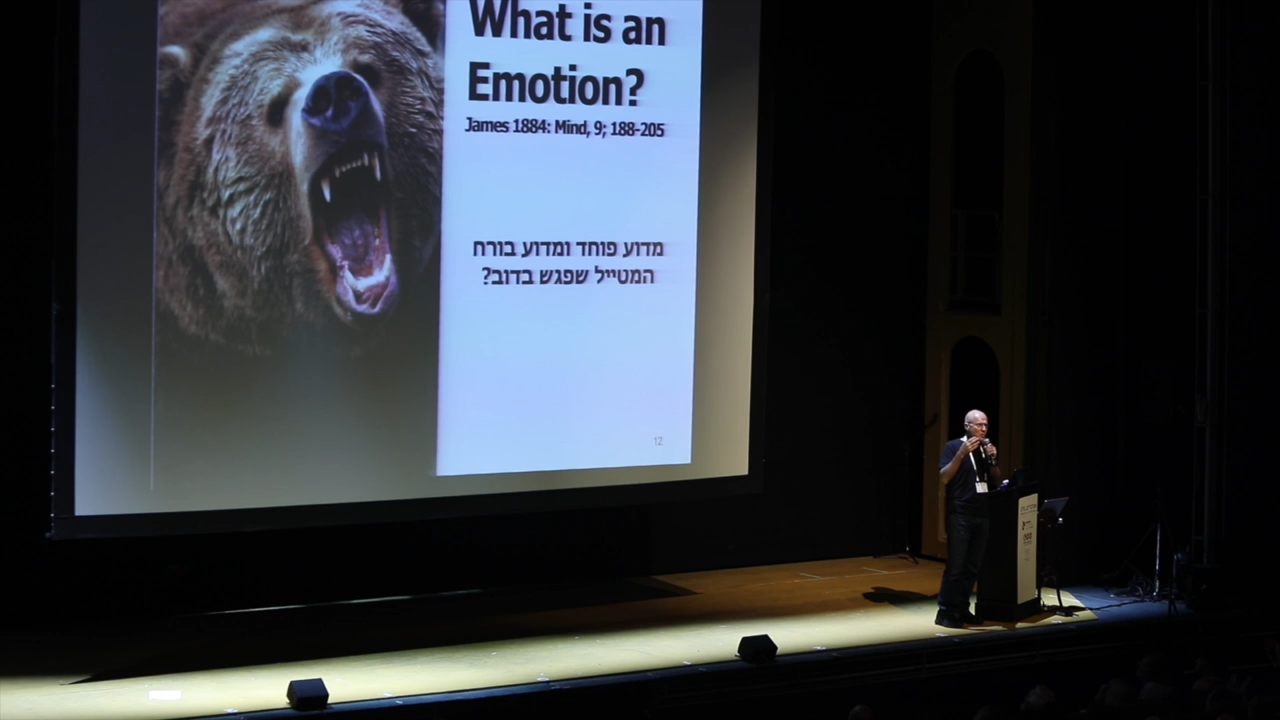 What is an
Emotion?
James 1884: Mind, 9; 188-205
מדוע פוחד ומדוע בורח
המטייל שפגש בדוב?
12